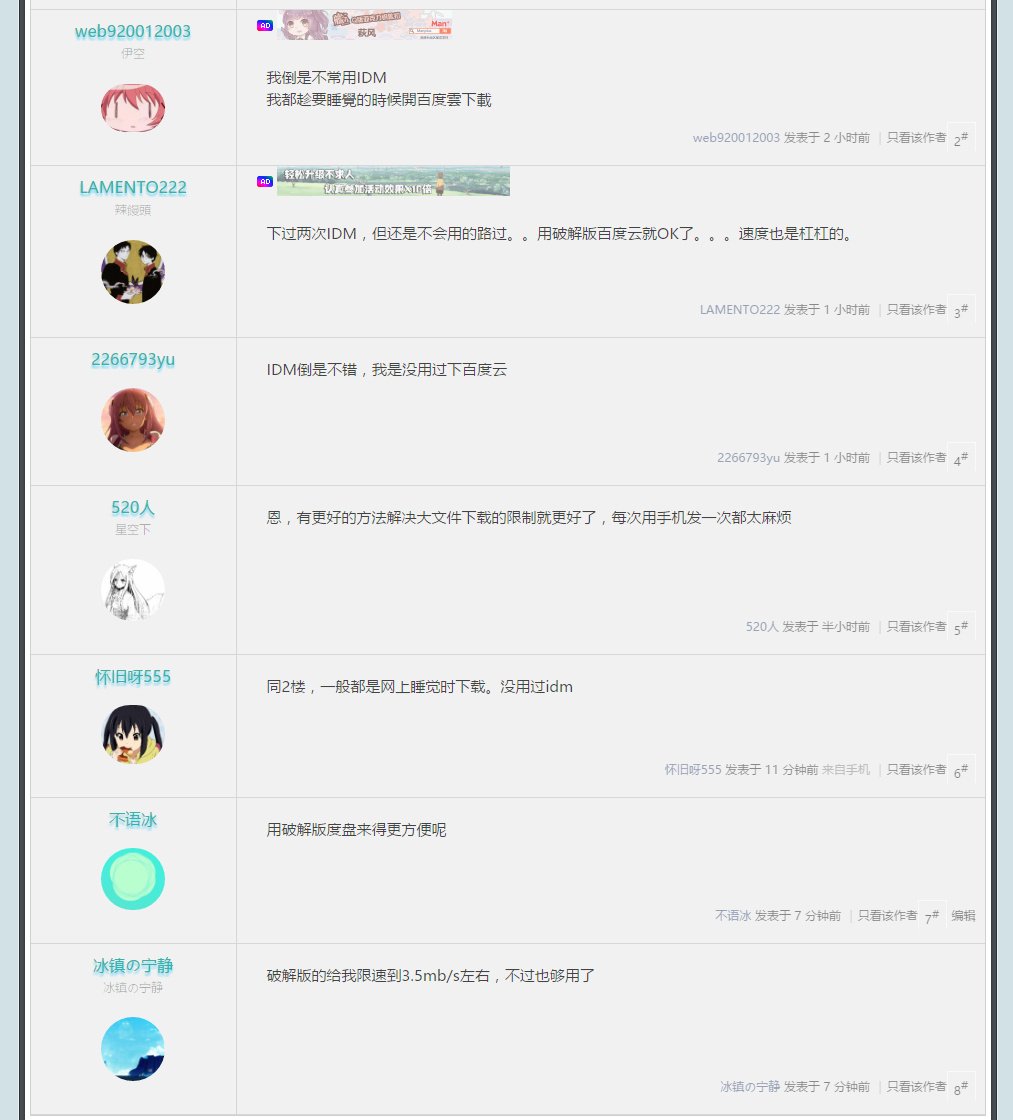 web920012003
伊空
AD
萩风
Man+
我倒是不常用IDM
我都趁要睡覺的時候開百度雲下載
web920012003 发表于 2 小时前 | 只看该作者 2#
LAMENTO222
辣饅頭
AD
轻松升级不求人
认真参加活动效果X10倍
下过两次IDM，但还是不会用的路过。。用破解版百度云就OK了。。。速度也是杠杠的。
LAMENTO222 发表于 1 小时前 | 只看该作者 3#
2266793yu
IDM倒是不错，我是没用过下百度云
2266793yu 发表于 1 小时前 | 只看该作者 4#
520人
星空下
恩，有更好的方法解决大文件下载的限制就更好了，每次用手机发一次都太麻烦
520人 发表于 半小时前 | 只看该作者 5#
怀旧呀555
同2楼，一般都是网上睡觉时下载。没用过idm
怀旧呀555 发表于 11 分钟前 来自手机 | 只看该作者 6#
不语冰
用破解版度盘来得更方便呢
不语冰 发表于 7 分钟前 | 只看该作者 7# 编辑
冰镇の宁静
冰镇の宁静
破解版的给我限速到3.5mb/s左右，不过也够用了
冰镇の宁静 发表于 7 分钟前 | 只看该作者 8#